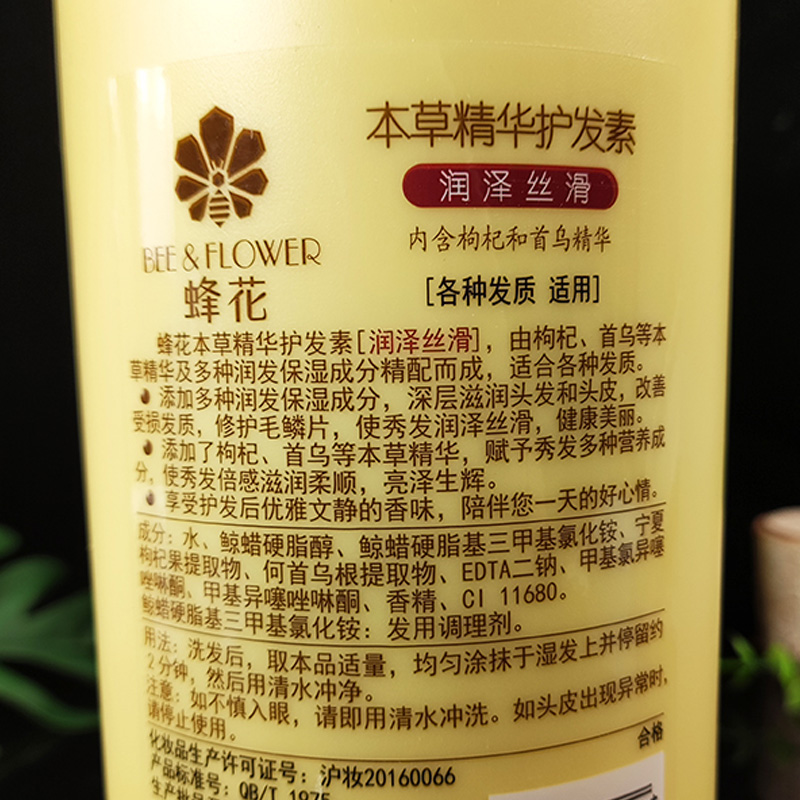 BEE & FLOWER
蜂花
本草精华护发素
润泽丝滑
内含枸杞和首乌精华
[各种发质 适用]
蜂花本草精华护发素[润泽丝滑]，由枸杞、首乌等本
草精华及多种润发保湿成分精配而成，适合各种发质。
● 添加多种润发保湿成分，深层滋润头发和头皮，改善
受损发质，修护毛鳞片，使秀发润泽丝滑，健康美丽。
● 添加了枸杞、首乌等本草精华，赋予秀发多种营养成
分，使秀发倍感滋润柔顺，亮泽生辉。
● 享受护发后优雅文静的香味，陪伴您一天的好心情。
成分：水、鲸蜡硬脂醇、鲸蜡硬脂基三甲基氯化铵、宁夏
枸杞果提取物、何首乌根提取物、EDTA二钠、甲基氯异噻
唑啉酮、甲基异噻唑啉酮、香精、CI 11680。
鲸蜡硬脂基三甲基氯化铵：发用调理剂。
用法：洗发后，取本品适量，均匀涂抹于湿发上并停留约
2分钟，然后用清水冲净。
注意：如不慎入眼，请即用清水冲洗。如头皮出现异常时，
请停止使用。
合格
化妆品生产许可证号：沪妆20160066
产品标准号：QB/T 1975